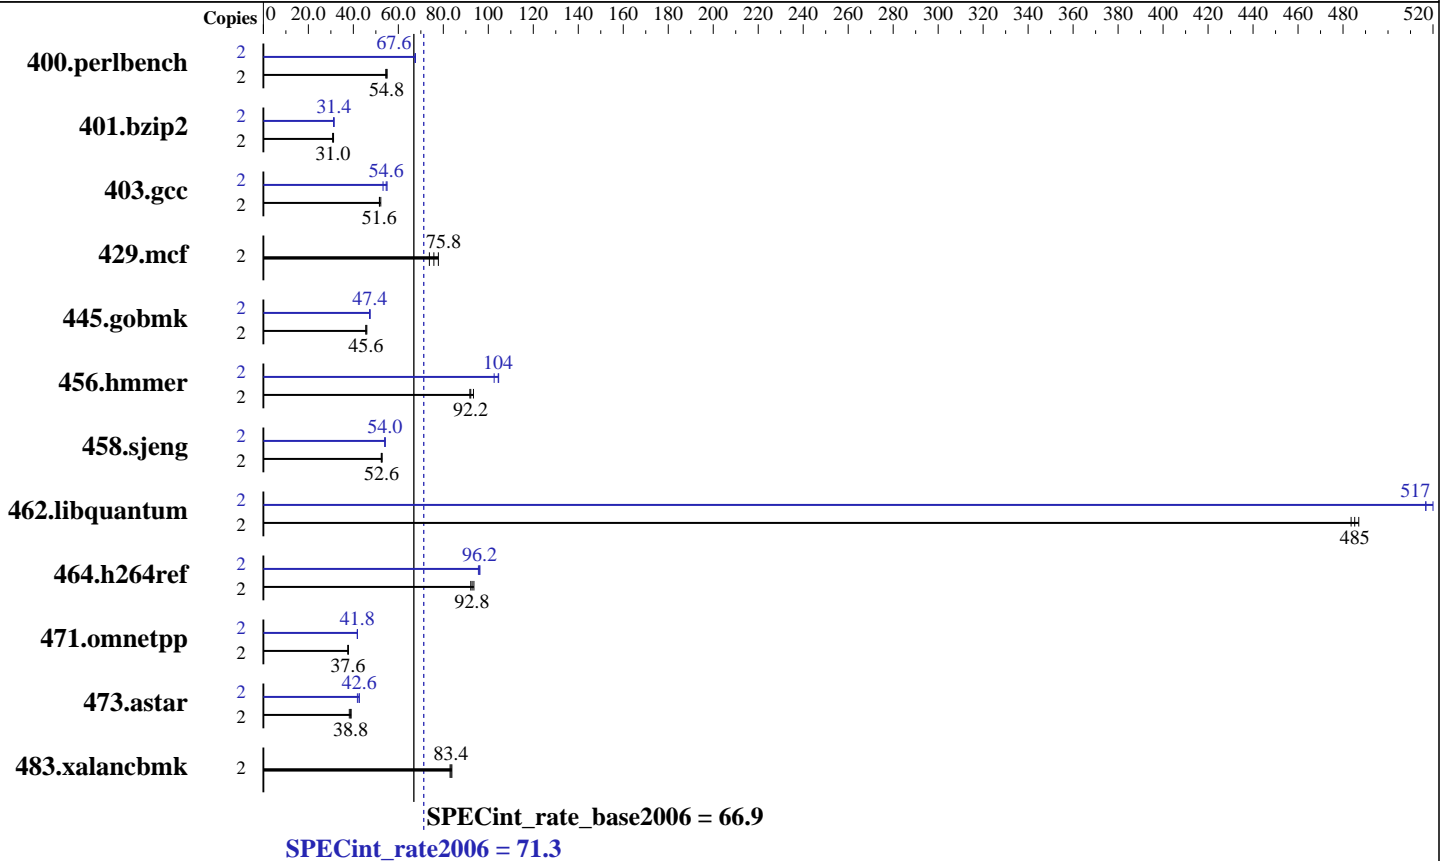 Copies 0 20.0 40.0 60.0 80.0 100 120 140 160 180 200 220 240 260 280 300 320 340 360 380 400 420 440 460 480 520
400.perlbench 2 67.6
2 54.8
401.bzip2 2 31.4
2 31.0
403.gcc 2 54.6
2 51.6
429.mcf 2 75.8
445.gobmk 2 47.4
2 45.6
456.hmmer 2 104
2 92.2
458.sjeng 2 54.0
2 52.6
462.libquantum 2 517
2 485
464.h264ref 2 96.2
2 92.8
471.omnetpp 2 41.8
2 37.6
473.astar 2 42.6
2 38.8
483.xalancbmk 2 83.4
SPECint_rate_base2006 = 66.9
SPECint_rate2006 = 71.3